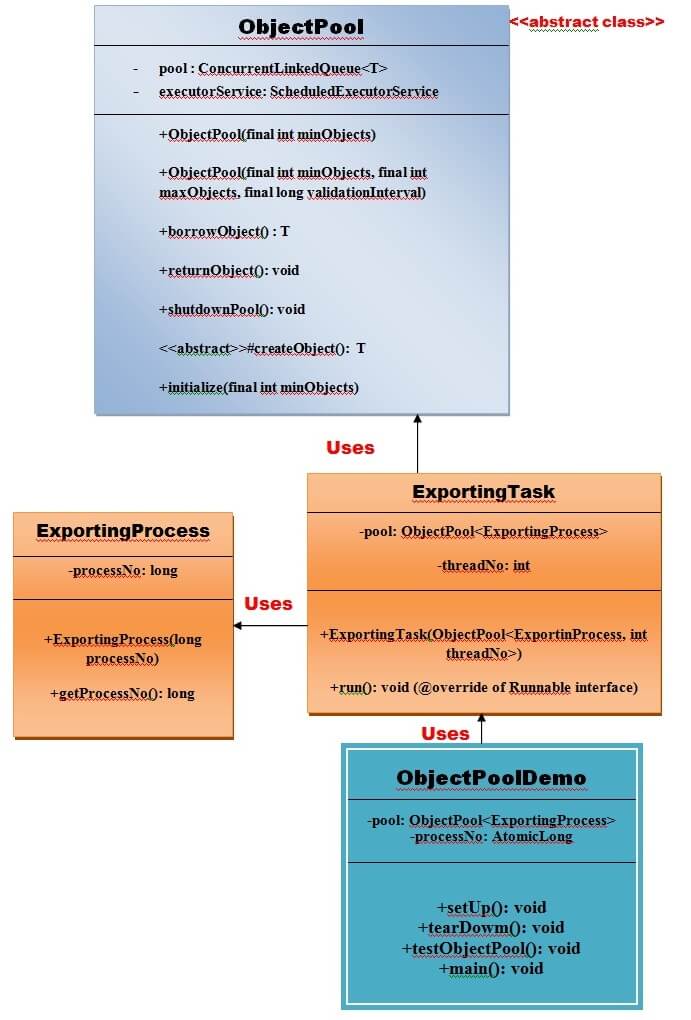 ObjectPool
<<abstract class>>
- pool : ConcurrentLinkedQueue<T>
- executorService: ScheduledExecutorService
+ObjectPool(final int minObjects)
+ObjectPool(final int minObjects, final int
maxObjects, final long validationInterval)
+borrowObject() : T
+returnObject(): void
+shutdownPool(): void
<<abstract>>#createObject(): T
+initialize(final int minObjects)
Uses
ExportingTask
-pool: ObjectPool<ExportingProcess>
-threadNo: int
+ExportingTask(ObjectPool<ExportinProcess, int
threadNo>)
+run(): void (@override of Runnable interface)
Uses
ExportingProcess
-processNo: long
+ExportingProcess(long
processNo)
+getProcessNo(): long
Uses
ObjectPoolDemo
-pool: ObjectPool<ExportingProcess>
-processNo: AtomicLong
+setUp(): void
+tearDowm(): void
+testObjectPool(): void
+main(): void